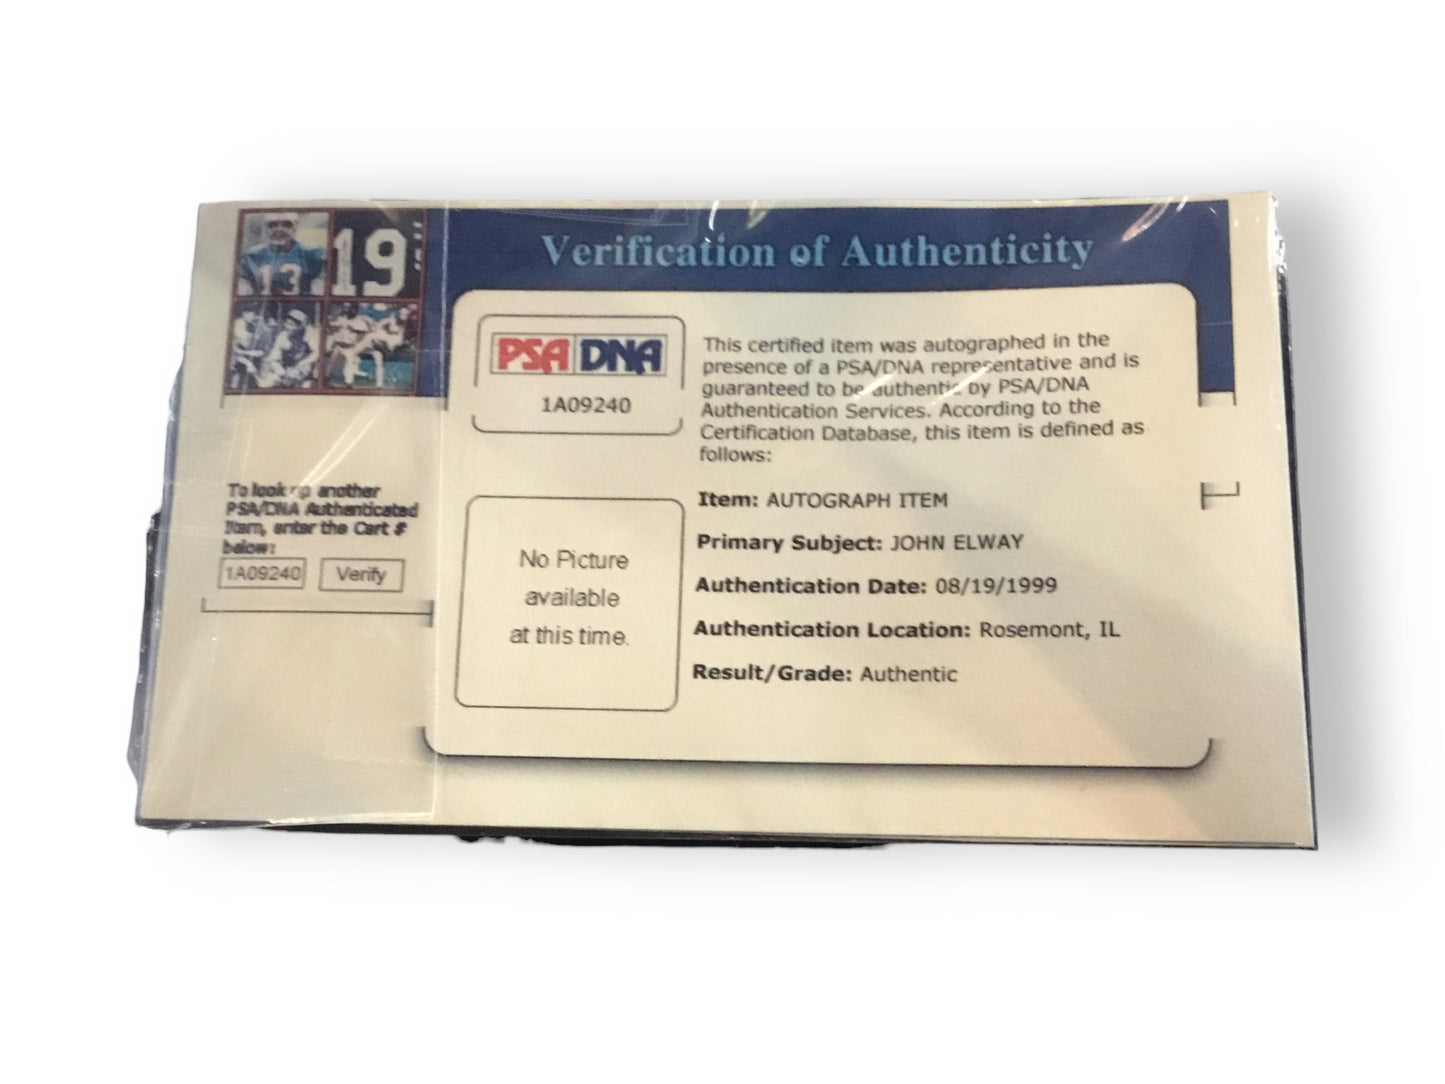 Verification of Authenticity
13
19
PSA DNA
1A09240
This certified item was autographed in the
presence of a PSA/DNA representative and is
guaranteed to be authentic by PSA/DNA
Authentication Services. According to the
Certification Database, this item is defined as
follows:
Item: AUTOGRAPH ITEM
Primary Subject: JOHN ELWAY
Authentication Date: 08/19/1999
Authentication Location: Rosemont, IL
Result/Grade: Authentic
No Picture
available
at this time.
To look up another
PSA/DNA Authenticated
Item, enter the Cert #
below:
1A09240 Verify